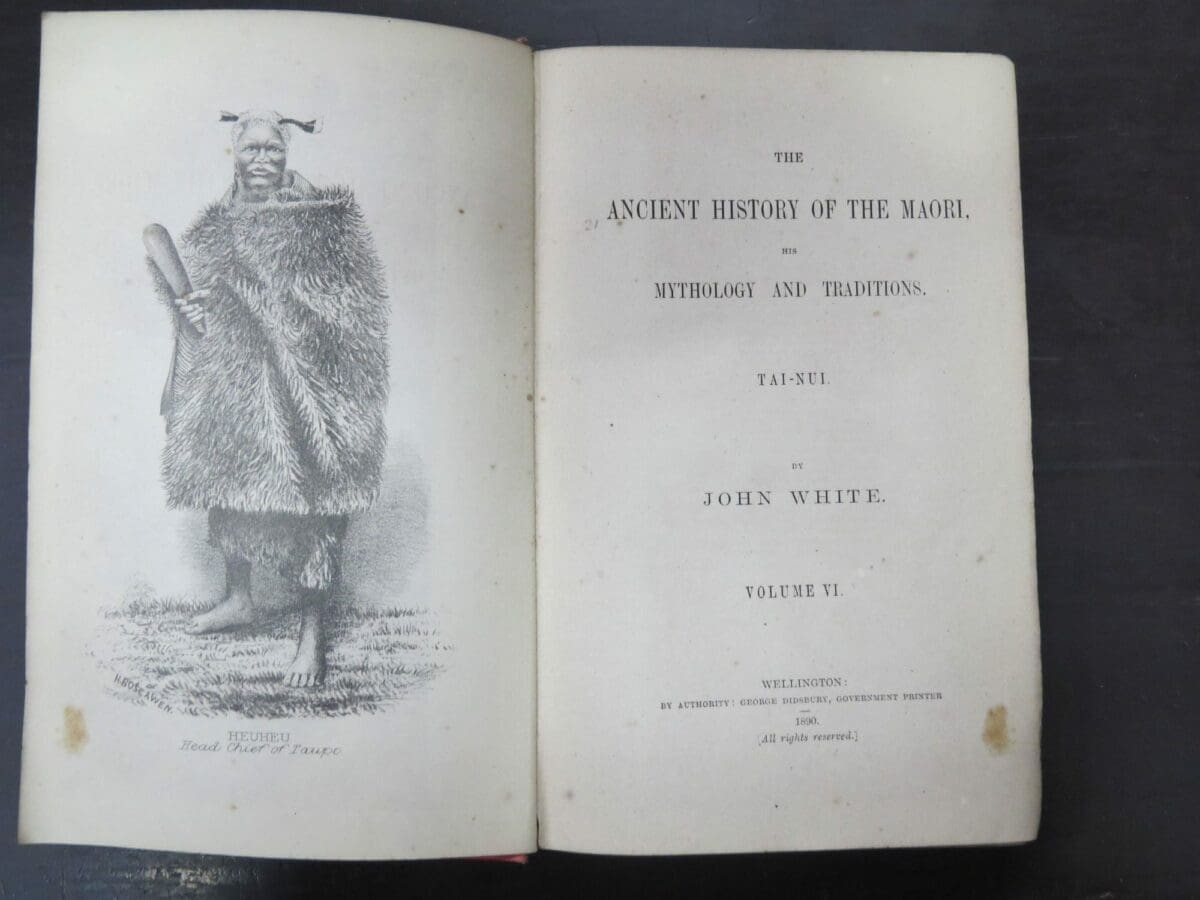 H. BOSCAWEN.
HEUHEU
Head Chief of Taupo
THE
ANCIENT HISTORY OF THE MAORI,
21
HIS
MYTHOLOGY AND TRADITIONS.
TAI-NUI.
BY
JOHN WHITE.
VOLUME VI.
WELLINGTON:
BY AUTHORITY: GEORGE DIDSBURY, GOVERNMENT PRINTER
1890.
[All rights reserved.]